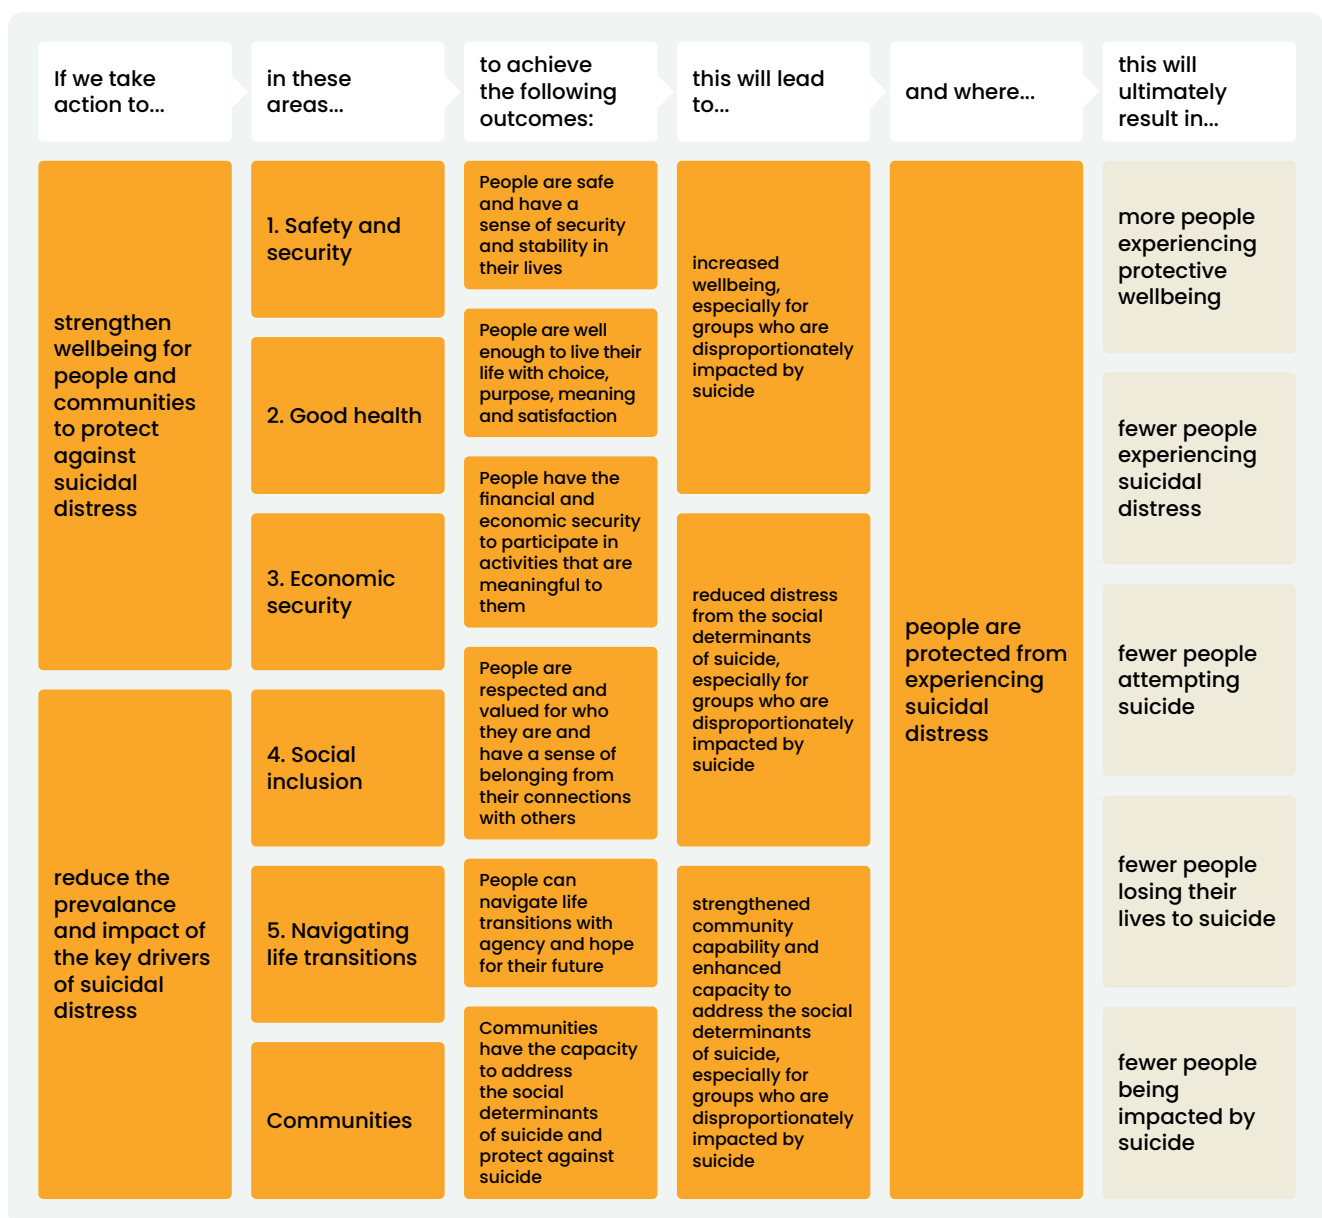 If we take
action to...
in these
areas...
to achieve
the following
outcomes:
this will lead
to...
and where...
this will
ultimately
result in...
strengthen
wellbeing for
people and
communities
to protect
against
suicidal
distress
reduce the
prevalance
and impact of
the key drivers
of suicidal
distress
1. Safety and
security
2. Good health
3. Economic
security
4. Social
inclusion
5. Navigating
life transitions
Communities
People are safe
and have a
sense of security
and stability in
their lives
People are well
enough to live their
life with choice,
purpose, meaning
and satisfaction
People have the
financial and
economic security
to participate in
activities that are
meaningful to
them
People are
respected and
valued for who
they are and
have a sense of
belonging from
their connections
with others
People can
navigate life
transitions with
agency and hope
for their future
Communities
have the capacity
to address
the social
determinants
of suicide and
protect against
suicide
increased
wellbeing,
especially for
groups who are
disproportionately
impacted by
suicide
reduced distress
from the social
determinants
of suicide,
especially for
groups who are
disproportionately
impacted by
suicide
strengthened
community
capability and
enhanced
capacity to
address the social
determinants
of suicide,
especially for
groups who are
disproportionately
impacted by
suicide
people are
protected from
experiencing
suicidal
distress
more people
experiencing
protective
wellbeing
fewer people
experiencing
suicidal
distress
fewer people
attempting
suicide
fewer people
losing their
lives to suicide
fewer people
being
impacted by
suicide